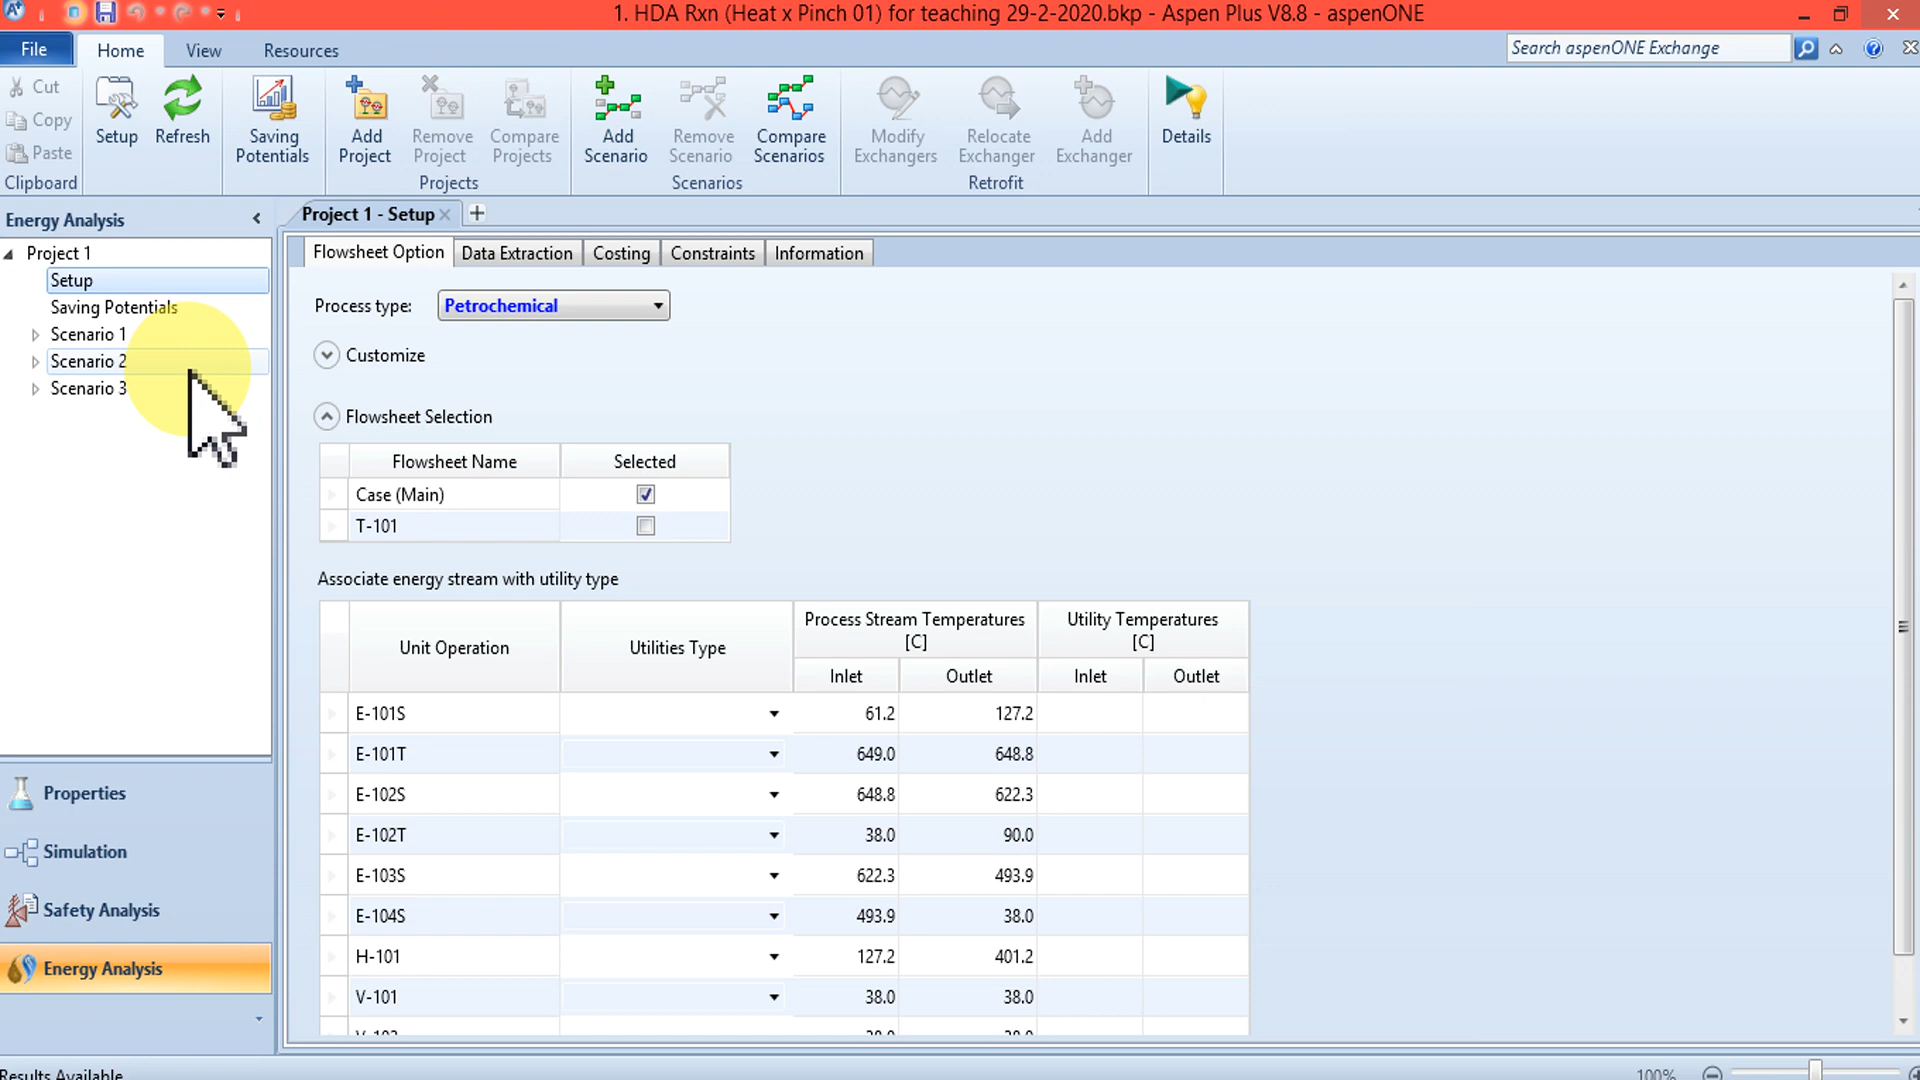 1. HDA Rxn (Heat x Pinch 01) for teaching 29-2-2020.bkp - Aspen Plus V8.8 - aspenONE
File Home View Resources
Search aspenONE Exchange
Cut
Copy
Paste
Clipboard
Setup
Refresh
Saving Potentials
Add Project
Remove Project
Compare Projects
Projects
Add Scenario
Remove Scenario
Compare Scenarios
Scenarios
Modify Exchangers
Relocate Exchanger
Add Exchanger
Retrofit
Details
Energy Analysis
Project 1
Setup
Saving Potentials
Scenario 1
Scenario 2
Scenario 3
Properties
Simulation
Safety Analysis
Energy Analysis
Project 1 - Setup
Flowsheet Option Data Extraction Costing Constraints Information
Process type: Petrochemical
Customize
Flowsheet Selection
Flowsheet Name Selected
Case (Main)
T-101
Associate energy stream with utility type
Unit Operation Utilities Type Process Stream Temperatures [C] Utility Temperatures [C]
Inlet Outlet Inlet Outlet
E-101S 61.2 127.2
E-101T 649.0 648.8
E-102S 648.8 622.3
E-102T 38.0 90.0
E-103S 622.3 493.9
E-104S 493.9 38.0
H-101 127.2 401.2
V-101 38.0 38.0
Results Available
100%